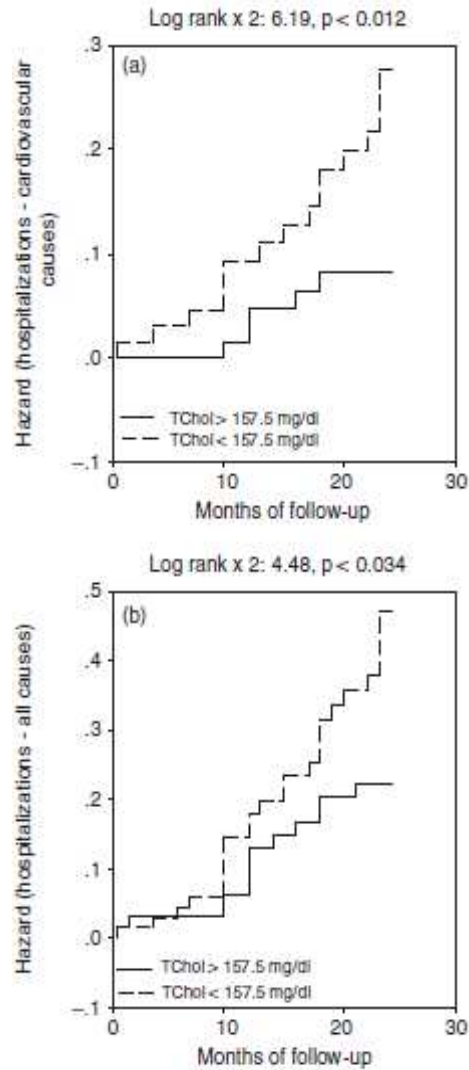 Log rank x 2: 6.19, p< 0.012
(a)
Hazard (hospitalizations - cardiovascular
causes)
.3
.2
.1
.0
−.1
TChol> 157.5 mg/dl
TChol< 157.5 mg/dl
0 10 20 30
Months of follow-up
Log rank x 2: 4.48, p< 0.034
(b)
Hazard (hospitalizations - all causes)
.5
.4
.3
.2
.1
.0
−.1
TChol> 157.5 mg/dl
TChol< 157.5 mg/dl
0 10 20 30
Months of follow-up